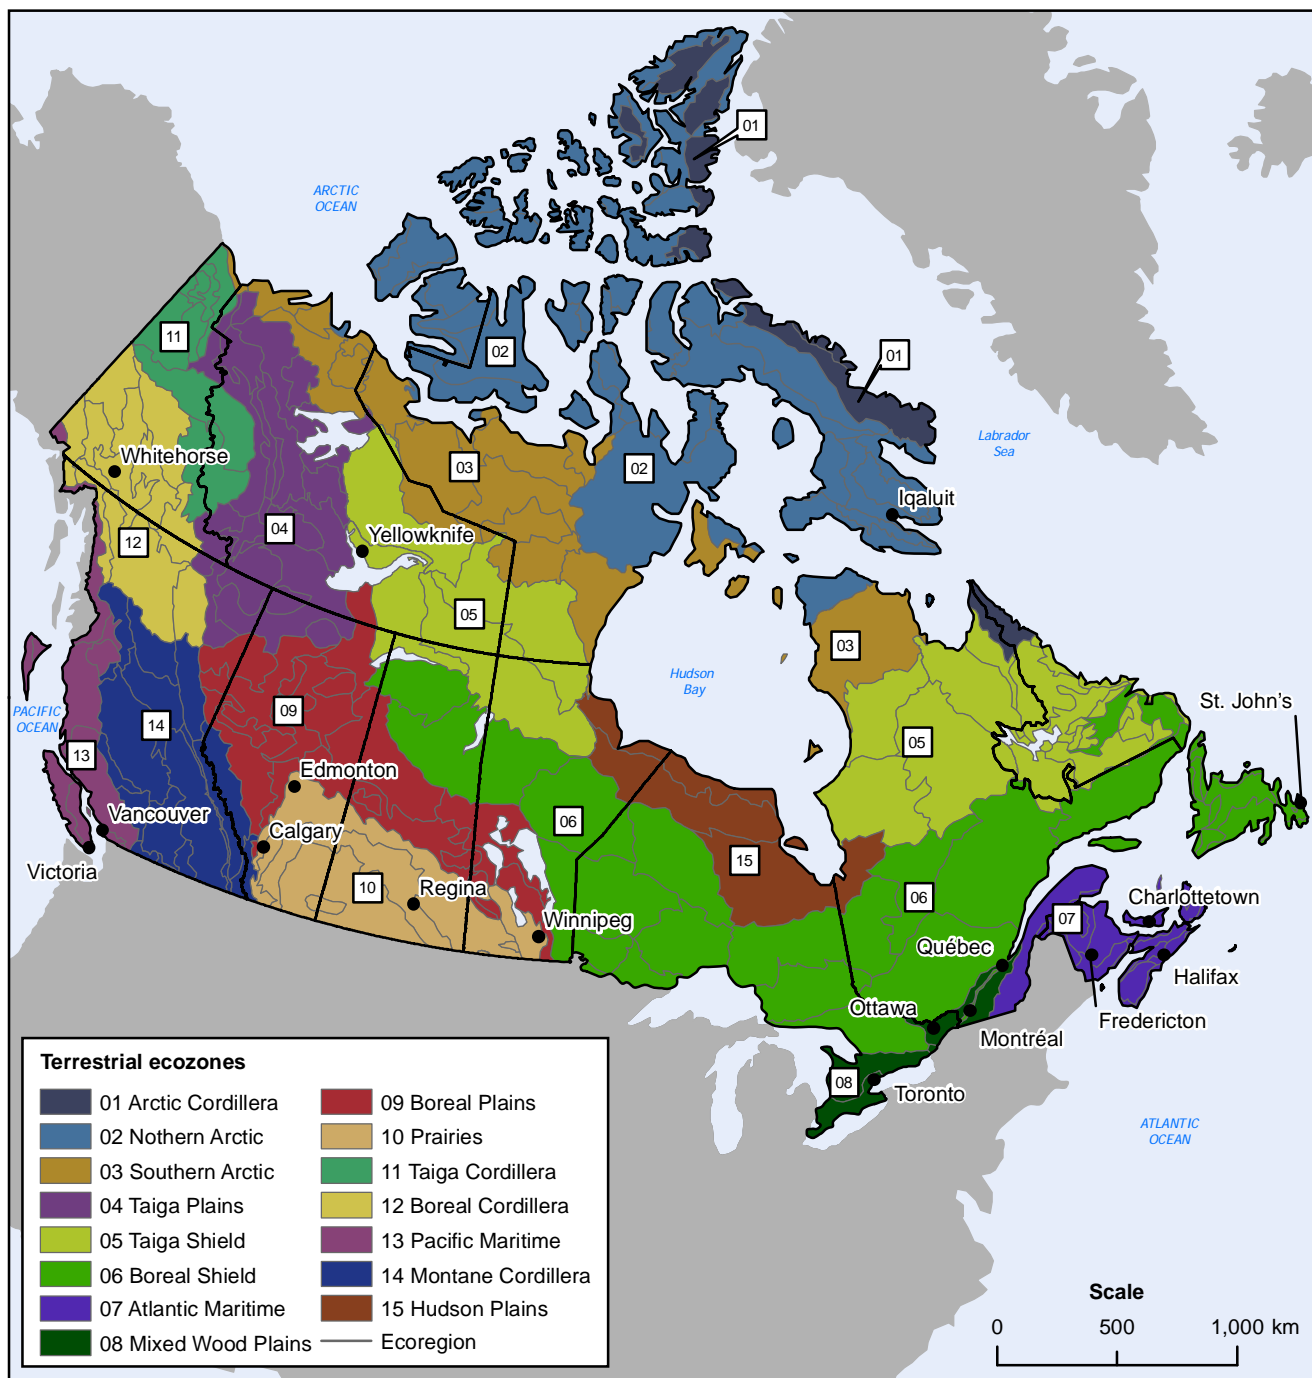 01
ARCTIC
OCEAN
11
02
01
Labrador
Sea
Whitehorse
03
02
Iqaluit
12
04
Yellowknife
05
03
Hudson
Bay
PACIFIC
OCEAN
14
09
05
St. John's
13
Edmonton
Vancouver
Calgary
06
Victoria
10
Regina
15
06
Winnipeg
07
Charlottetown
Québec
Halifax
Ottawa
Montréal
Fredericton
08
Toronto
ATLANTIC
OCEAN
Terrestrial ecozones
01 Arctic Cordillera
02 Nothern Arctic
03 Southern Arctic
04 Taiga Plains
05 Taiga Shield
06 Boreal Shield
07 Atlantic Maritime
08 Mixed Wood Plains
09 Boreal Plains
10 Prairies
11 Taiga Cordillera
12 Boreal Cordillera
13 Pacific Maritime
14 Montane Cordillera
15 Hudson Plains
Ecoregion
Scale
0 500 1,000 km